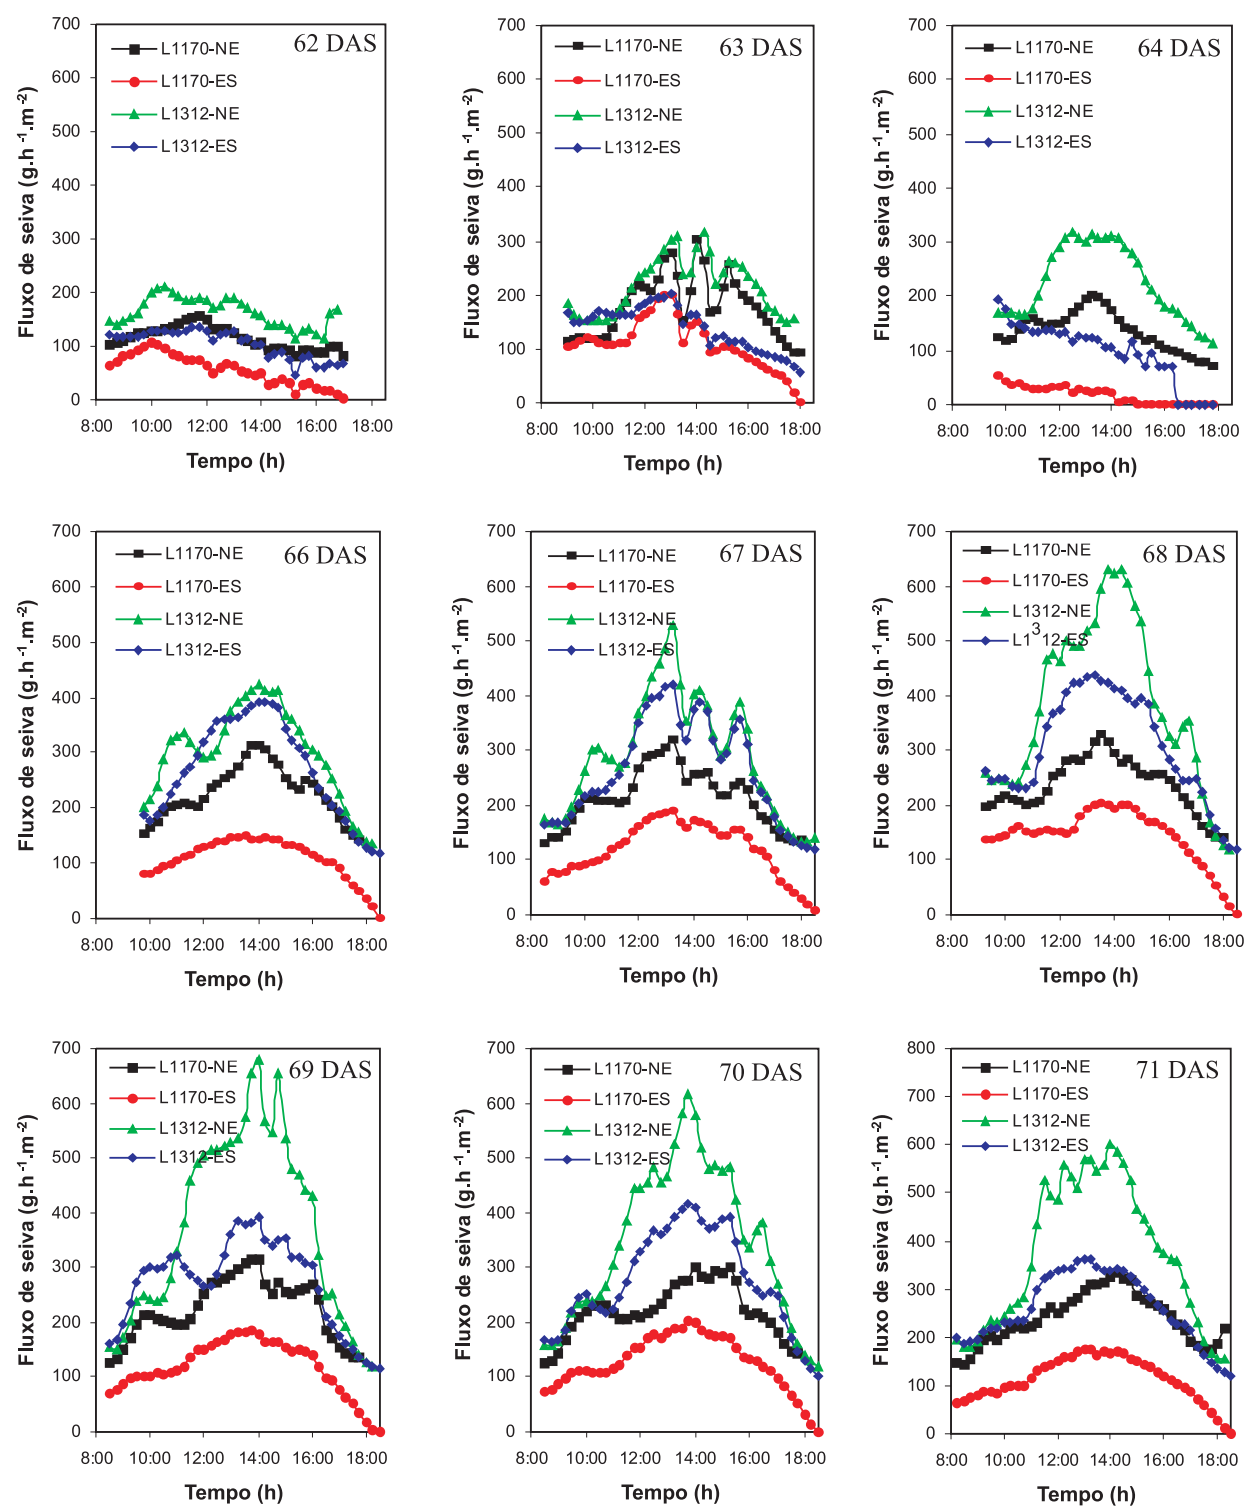 62 DAS
L1170-NE
L1170-ES
L1312-NE
L1312-ES
Fluxo de seiva (g.h⁻¹.m⁻²)
700
600
500
400
300
200
100
0
8:00 10:00 12:00 14:00 16:00 18:00
Tempo (h)
63 DAS
L1170-NE
L1170-ES
L1312-NE
L1312-ES
Fluxo de seiva (g.h⁻¹.m⁻²)
700
600
500
400
300
200
100
0
8:00 10:00 12:00 14:00 16:00 18:00
Tempo (h)
64 DAS
L1170-NE
L1170-ES
L1312-NE
L1312-ES
Fluxo de seiva (g.h⁻¹.m⁻²)
700
600
500
400
300
200
100
0
8:00 10:00 12:00 14:00 16:00 18:00
Tempo (h)
66 DAS
L1170-NE
L1170-ES
L1312-NE
L1312-ES
Fluxo de seiva (g.h⁻¹.m⁻²)
700
600
500
400
300
200
100
0
8:00 10:00 12:00 14:00 16:00 18:00
Tempo (h)
67 DAS
L1170-NE
L1170-ES
L1312-NE
L1312-ES
Fluxo de seiva (g.h⁻¹.m⁻²)
700
600
500
400
300
200
100
0
8:00 10:00 12:00 14:00 16:00 18:00
Tempo (h)
68 DAS
L1170-NE
L1170-ES
L1312-NE
L1312-ES
Fluxo de seiva (g.h⁻¹.m⁻²)
700
600
500
400
300
200
100
0
8:00 10:00 12:00 14:00 16:00 18:00
Tempo (h)
69 DAS
L1170-NE
L1170-ES
L1312-NE
L1312-ES
Fluxo de seiva (g.h⁻¹.m⁻²)
700
600
500
400
300
200
100
0
8:00 10:00 12:00 14:00 16:00 18:00
Tempo (h)
70 DAS
L1170-NE
L1170-ES
L1312-NE
L1312-ES
Fluxo de seiva (g.h⁻¹.m⁻²)
700
600
500
400
300
200
100
0
8:00 10:00 12:00 14:00 16:00 18:00
Tempo (h)
71 DAS
L1170-NE
L1170-ES
L1312-NE
L1312-ES
Fluxo de seiva (g.h⁻¹.m⁻²)
800
700
600
500
400
300
200
100
0
8:00 10:00 12:00 14:00 16:00 18:00
Tempo (h)